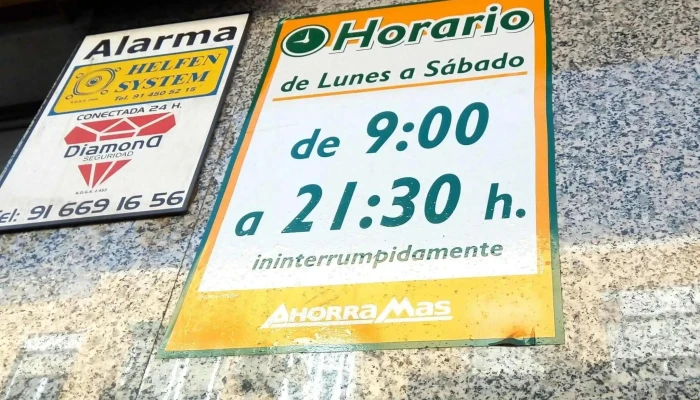 Alarma
HELFEN
SYSTEM
Tel. 91 450 52 15
CONECTADA 24 H.
DiamonD
SEGURIDAD
Tel: 91 669 16 56
Horario
de Lunes a Sábado
de 9:00
a 21:30 h.
ininterrumpidamente
AHORRAMAS